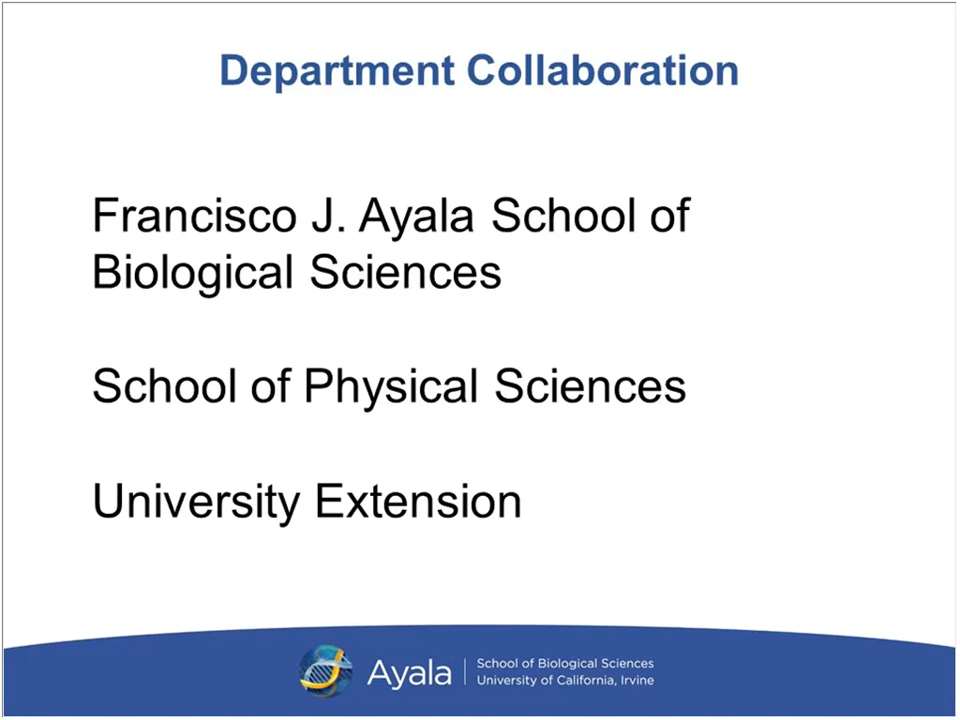 Department Collaboration
Francisco J. Ayala School of
Biological Sciences
School of Physical Sciences
University Extension
Ayala
School of Biological Sciences
University of California, Irvine